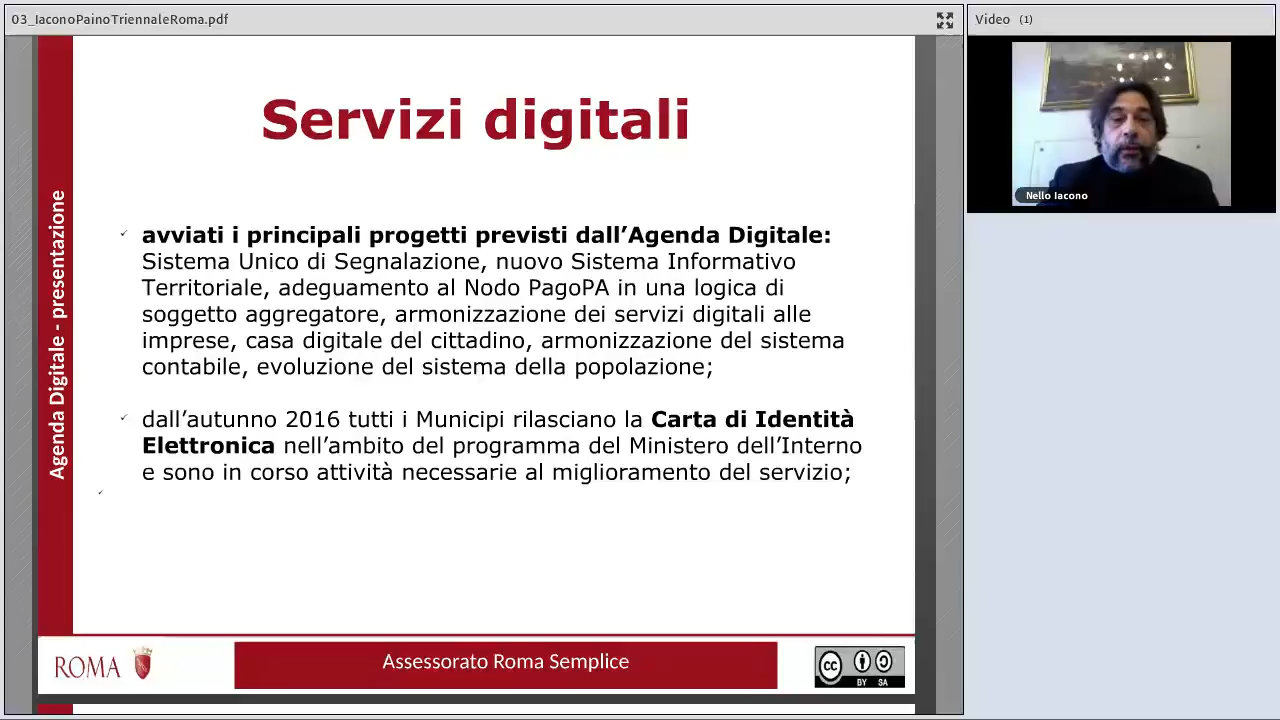 03_IaconoPainoTriennaleRoma.pdf
Video (1)
Nello Iacono
Agenda Digitale - presentazione
Servizi digitali
✓ avviati i principali progetti previsti dall’Agenda Digitale:
Sistema Unico di Segnalazione, nuovo Sistema Informativo
Territoriale, adeguamento al Nodo PagoPA in una logica di
soggetto aggregatore, armonizzazione dei servizi digitali alle
imprese, casa digitale del cittadino, armonizzazione del sistema
contabile, evoluzione del sistema della popolazione;
✓ dall’autunno 2016 tutti i Municipi rilasciano la Carta di Identità
Elettronica nell’ambito del programma del Ministero dell’Interno
e sono in corso attività necessarie al miglioramento del servizio;
✓
ROMA
Assessorato Roma Semplice
cc
BY SA